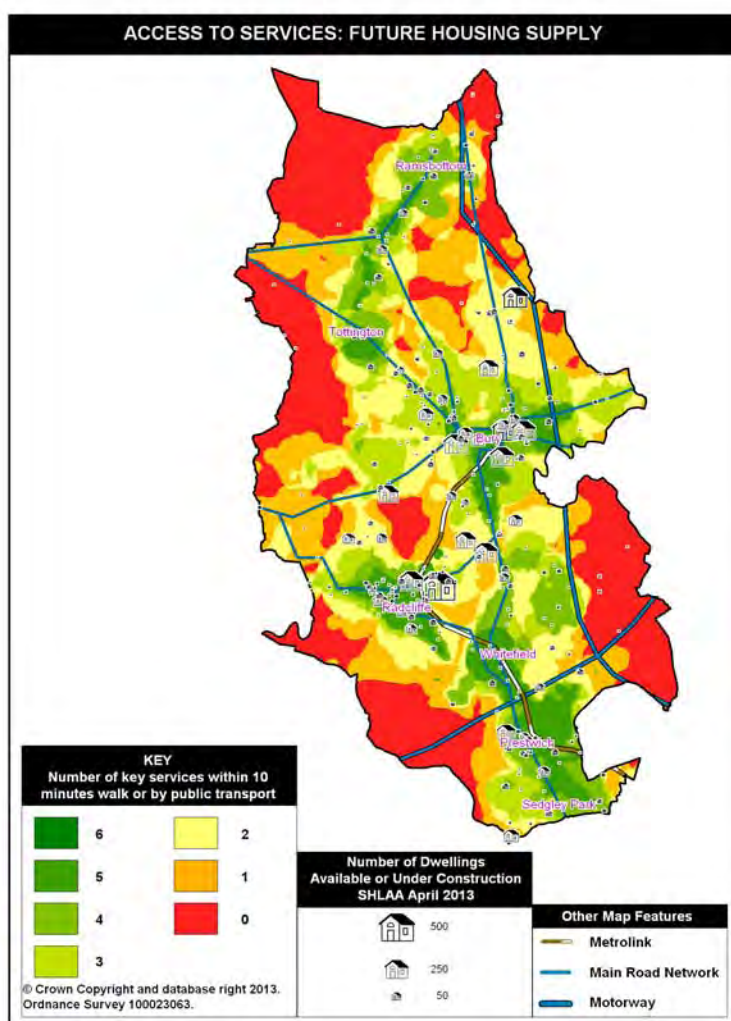 ACCESS TO SERVICES: FUTURE HOUSING SUPPLY
Ramsbottom
Tottington
Bury
Radcliffe
Whitefield
Prestwick
Sedgley Park
KEY
Number of key services within 10
minutes walk or by public transport
6
2
5
1
4
0
3
© Crown Copyright and database right 2013.
Ordnance Survey 100023063.
Number of Dwellings
Available or Under Construction
SHLAA April 2013
500
250
50
Other Map Features
Metrolink
Main Road Network
Motorway